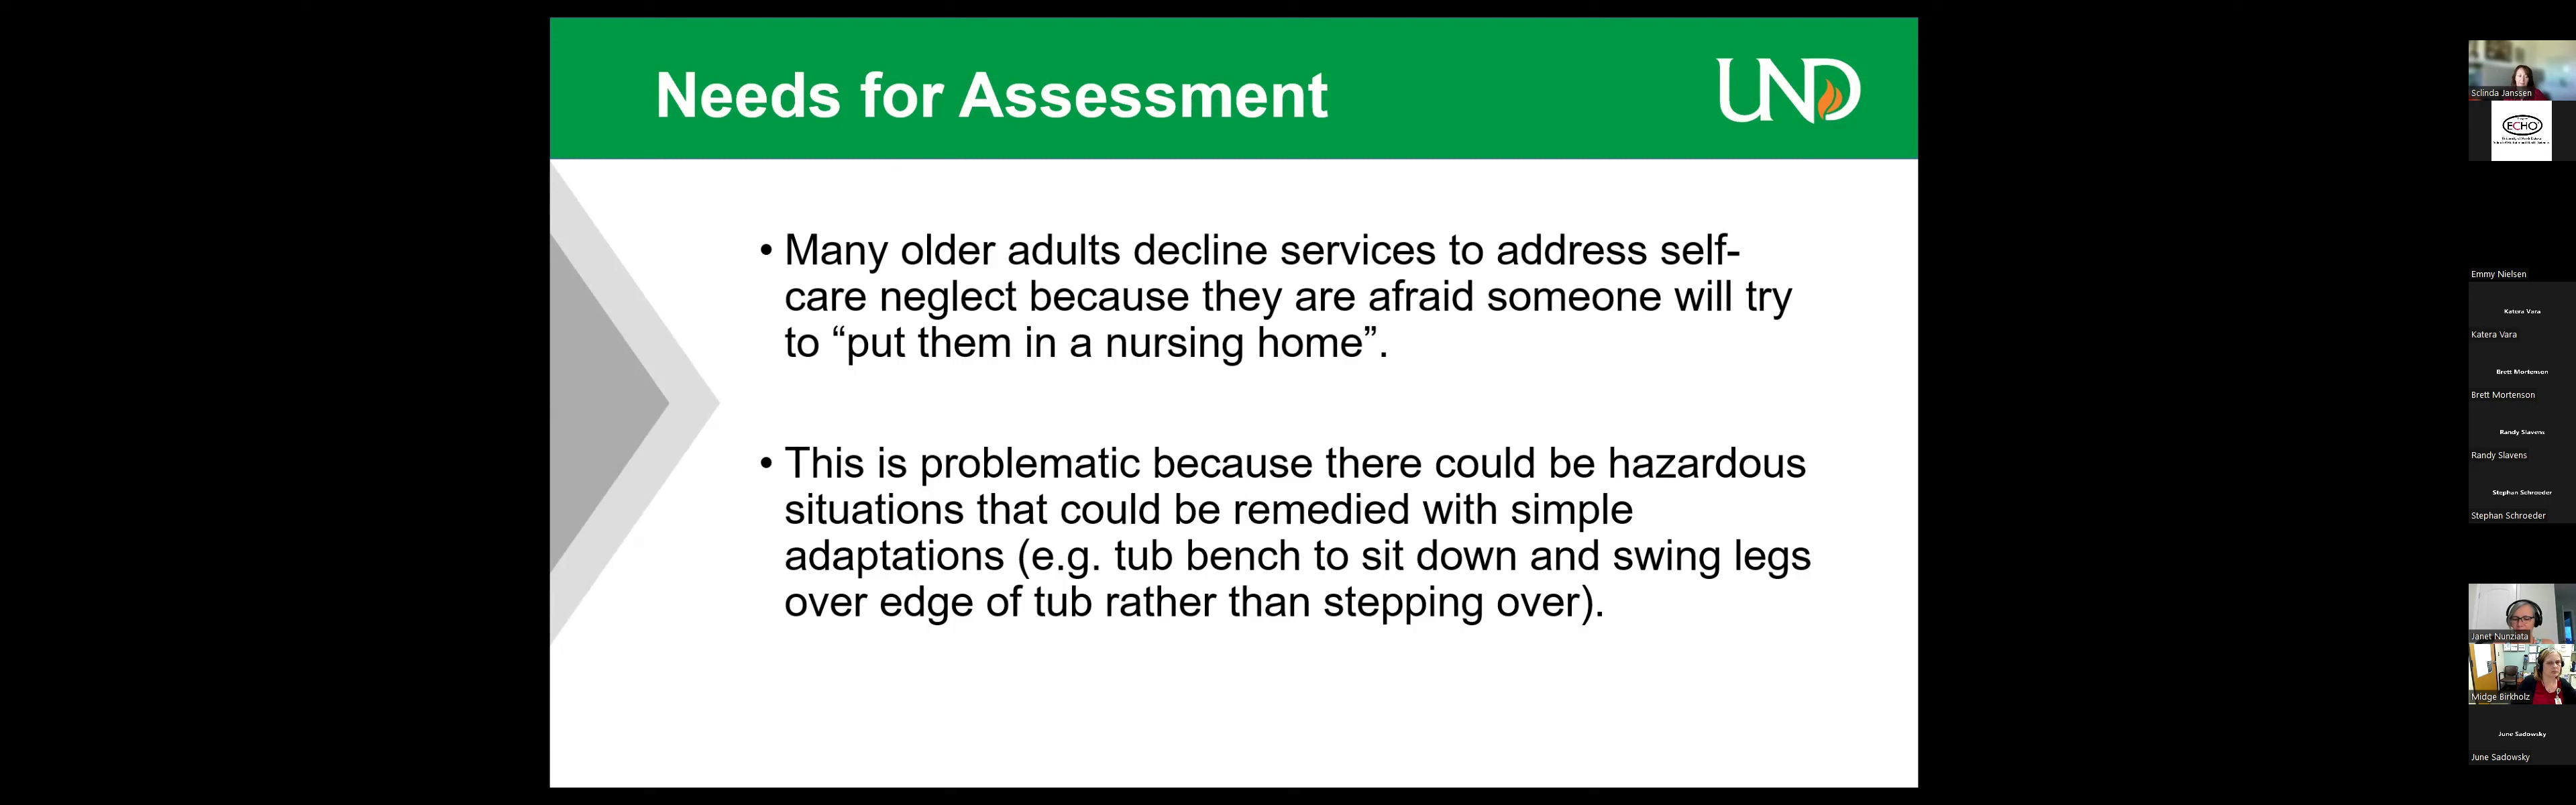 Needs for Assessment
UND
• Many older adults decline services to address self-
care neglect because they are afraid someone will try
to “put them in a nursing home”.
• This is problematic because there could be hazardous
situations that could be remedied with simple
adaptations (e.g. tub bench to sit down and swing legs
over edge of tub rather than stepping over).
Sclinda Janssen
ECHO
Emmy Nielsen
Katera Vara
Katera Vara
Brett Mortenson
Brett Mortenson
Randy Slavens
Randy Slavens
Stephan Schroeder
Stephan Schroeder
Janet Nunziata
Midge Birkholz
June Sadowsky
June Sadowsky